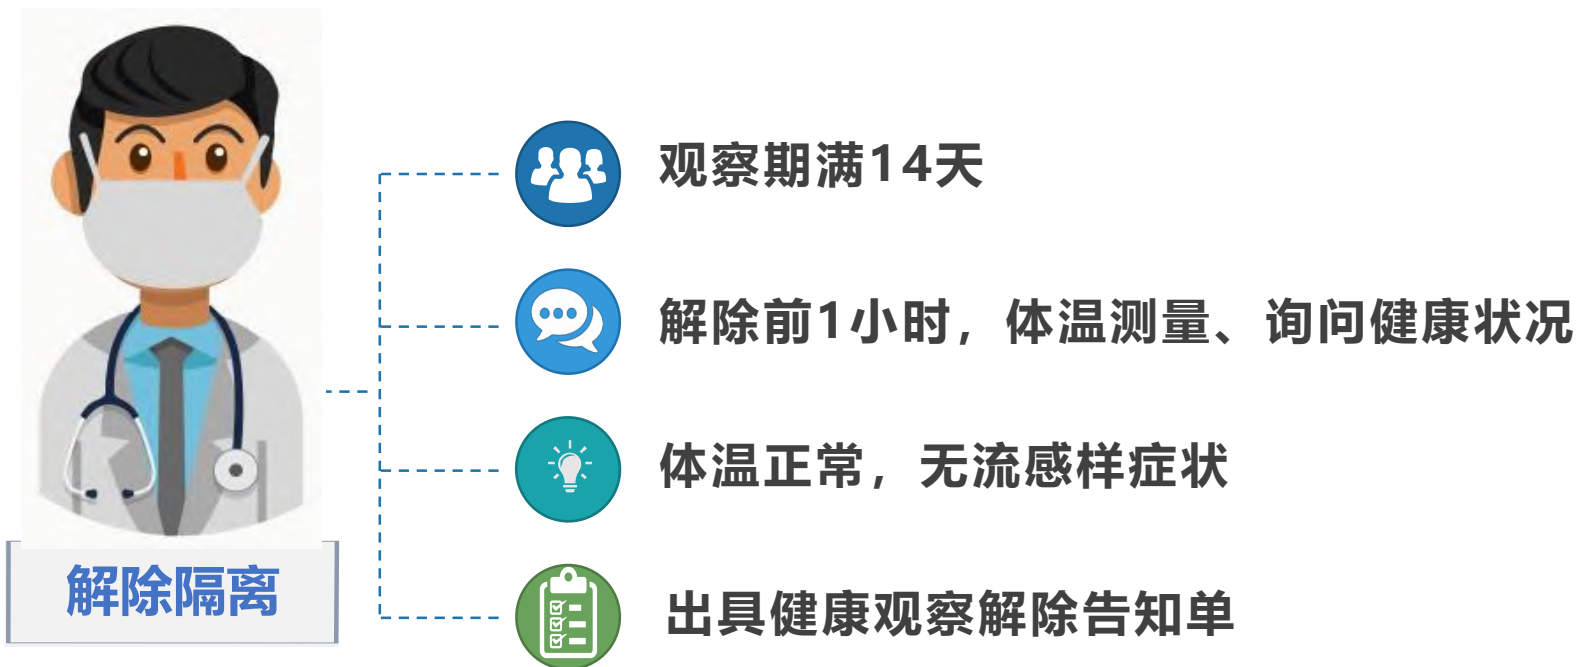 观察期满14天
解除前1小时，体温测量、询问健康状况
体温正常，无流感样症状
出具健康观察解除告知单
解除隔离